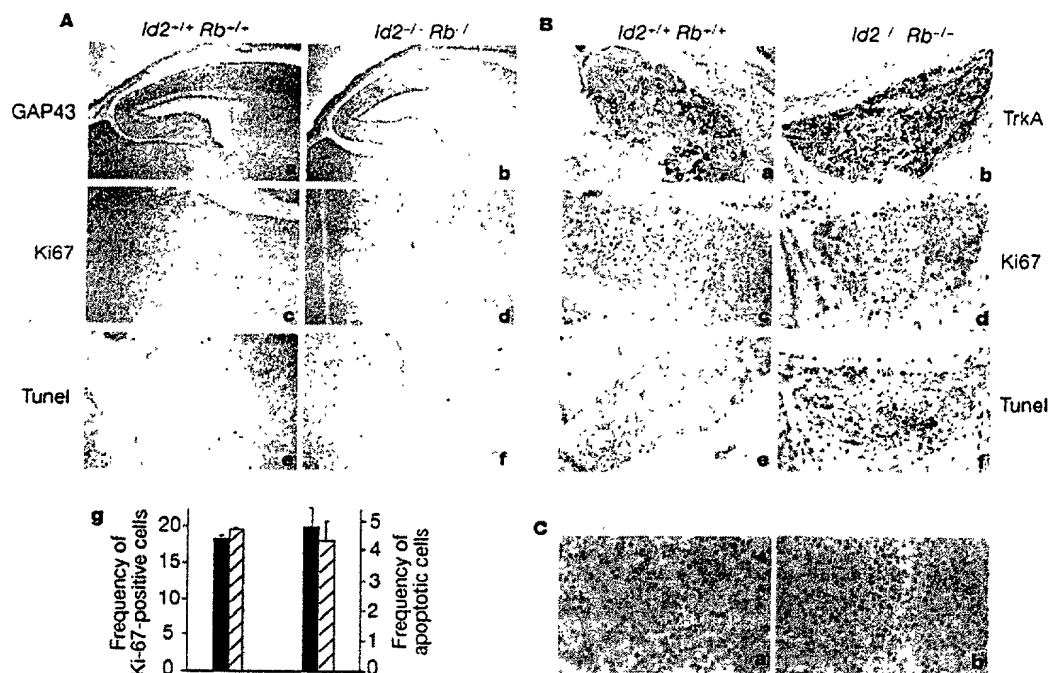 A
Id2+/+ Rb+/+
Id2-/- Rb-/-
GAP43
a
b
Ki67
c
d
Tunel
e
f
B
Id2+/+ Rb+/+
Id2-/- Rb-/-
TrkA
a
b
Ki67
c
d
Tunel
e
f
g
Frequency of
Ki-67-positive cells
20
15
10
5
0
5
4
3
2
1
0
Frequency of
apoptotic cells
C
a
b